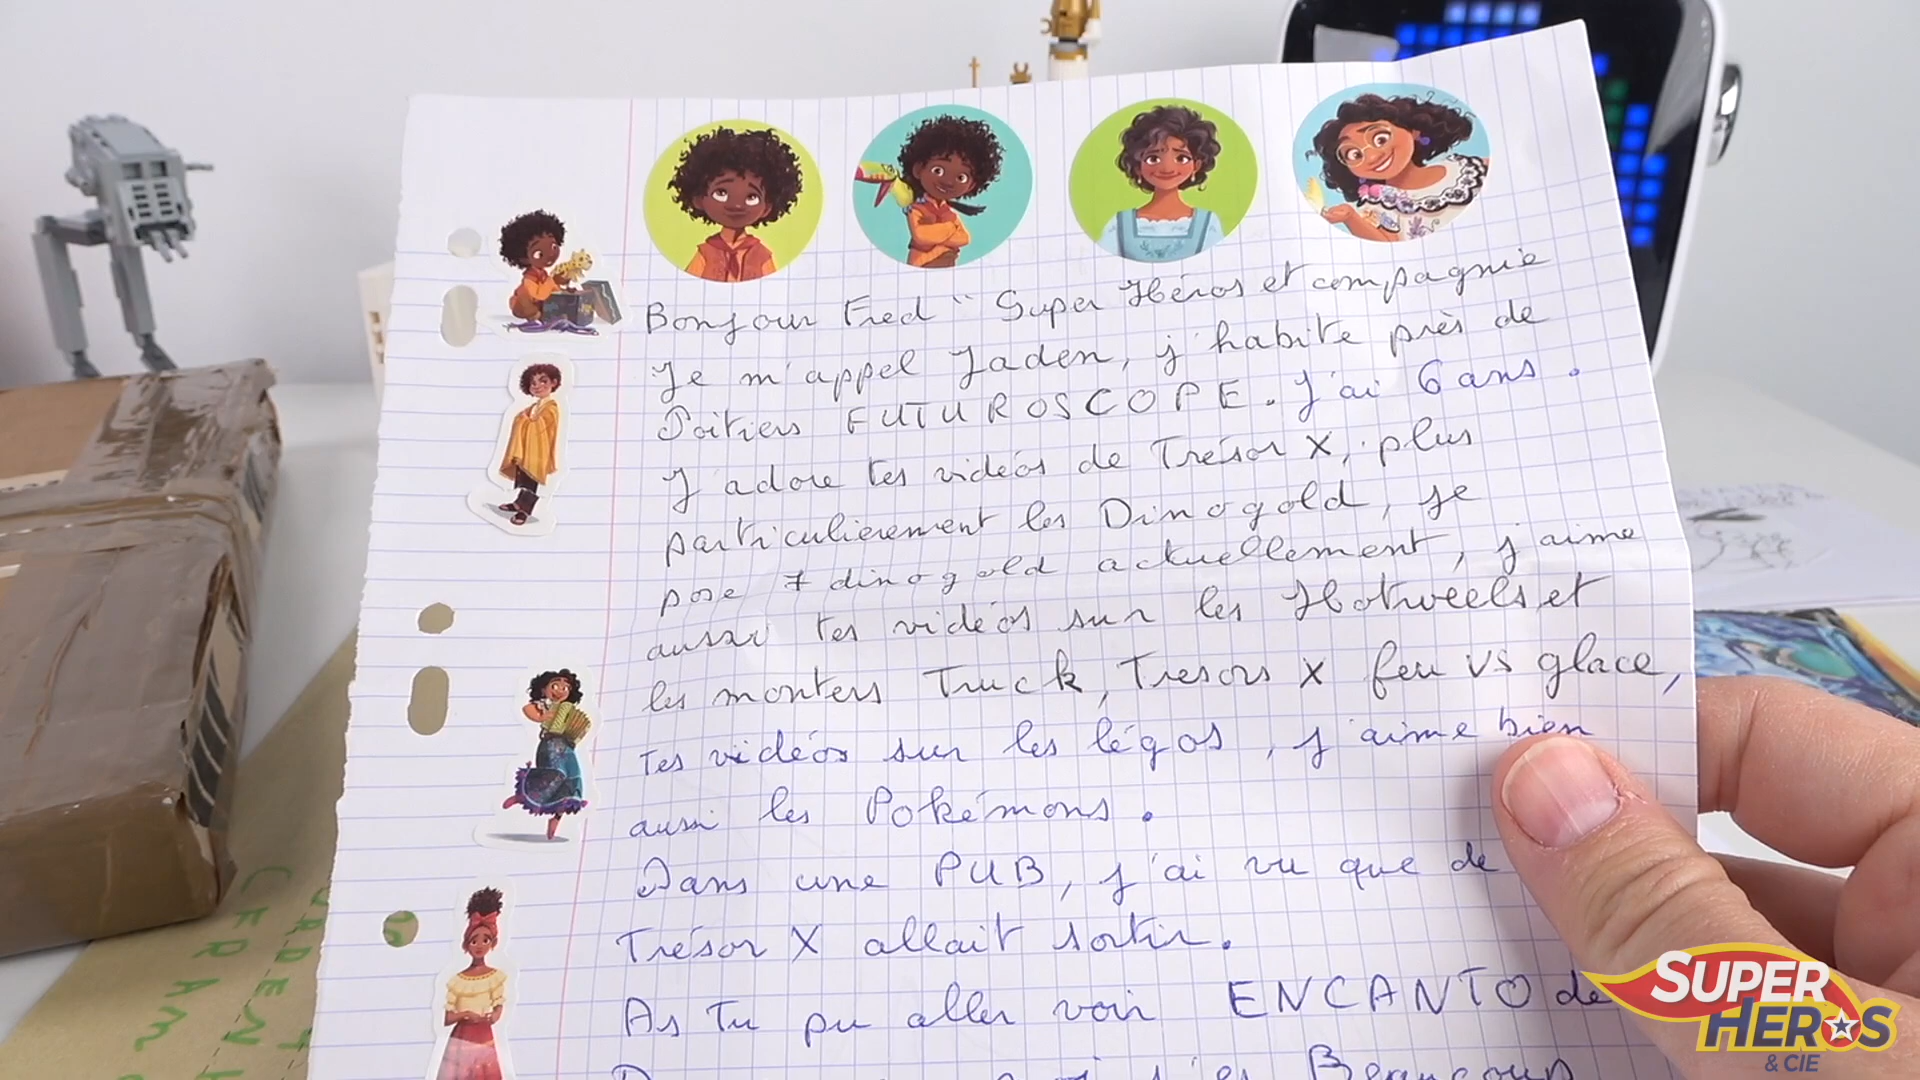 Bonjour Fred " Super Héros et compagnie
Je m'appel Jaden, j'habite près de
Poitiers FUTUROSCOPE. J'ai 6 ans.
J'adore tes vidéos de Trésor X, plus
particulierement les Dinogold, je
pose 7 dinogold actuellement, j'aime
aussi tes vidéos sur les Hotweels et
les monters Truck, Tresors X feu vs glace,
Tes vidéos sur les légos, j'aime bien
aussi les Pokémons.
Dans une PUB, j'ai vu que de
Trésor X allait sortir.
As Tu pu aller voir ENCANTO de
Beaucoup
SUPER
HEROS
& CIE